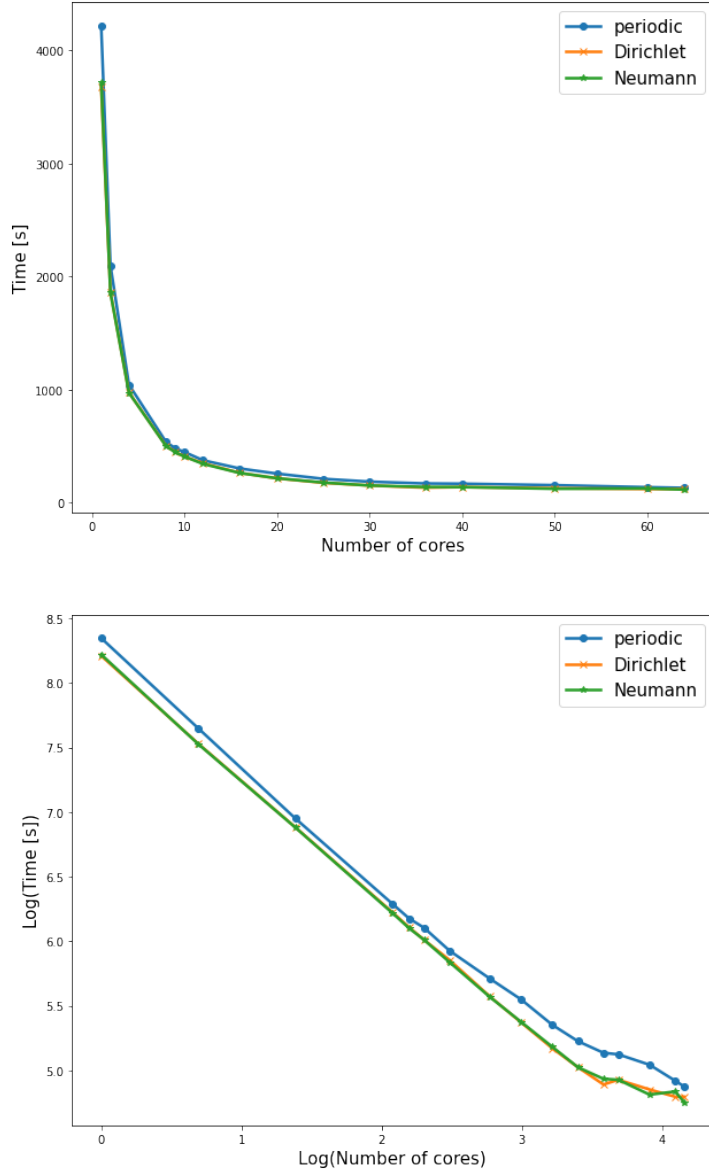 4000
3000
2000
1000
0
Time [s]
periodic
Dirichlet
Neumann
0
10
20
30
40
50
60
Number of cores
8.5
8.0
7.5
7.0
6.5
6.0
5.5
5.0
Log(Time [s])
periodic
Dirichlet
Neumann
0
1
2
3
4
Log(Number of cores)